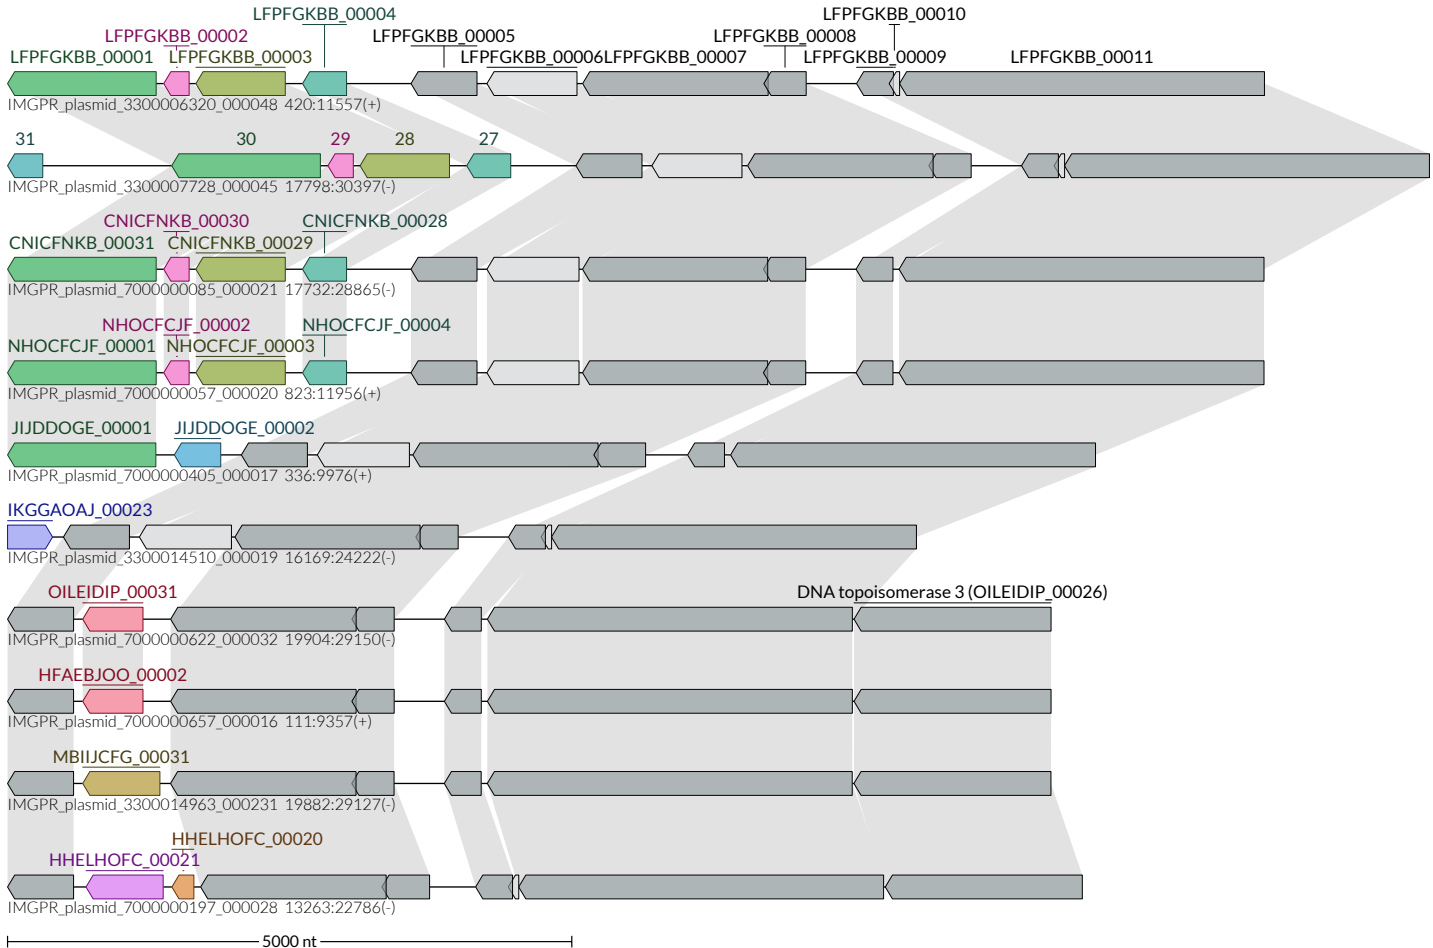 LFPFGKBB_00004 LFPFGKBB_00010
LFPFGKBB_00002 LFPFGKBB_00005 LFPFGKBB_00008
LFPFGKBB_00001 LFPFGKBB_00003 LFPFGKBB_00006 LFPFGKBB_00007 LFPFGKBB_00009 LFPFGKBB_00011
IMGPR_plasmid_3300006320_000048 420:11557(+)
31 30 29 28 27
IMGPR_plasmid_3300007728_000045 17798:30397(-)
CNICFNKB_00030 CNICFNKB_00028
CNICFNKB_00031 CNICFNKB_00029
IMGPR_plasmid_7000000085_000021 17732:28865(-)
NHOCFCJF_00002 NHOCFCJF_00004
NHOCFCJF_00001 NHOCFCJF_00003
IMGPR_plasmid_7000000057_000020 823:11956(+)
JIJDDOGE_00001 JIJDDOGE_00002
IMGPR_plasmid_7000000405_000017 336:9976(+)
IKGGAOAJ_00023
IMGPR_plasmid_3300014510_000019 16169:24222(-)
OILEIDIP_00031 DNA topoisomerase 3 (OILEIDIP_00026)
IMGPR_plasmid_7000000622_000032 19904:29150(-)
HFAEBJOO_00002
IMGPR_plasmid_7000000657_000016 111:9357(+)
MBIIJCFG_00031
IMGPR_plasmid_3300014963_000231 19882:29127(-)
HHELHOFC_00020
HHELHOFC_00021
IMGPR_plasmid_7000000197_000028 13263:22786(-)
5000 nt